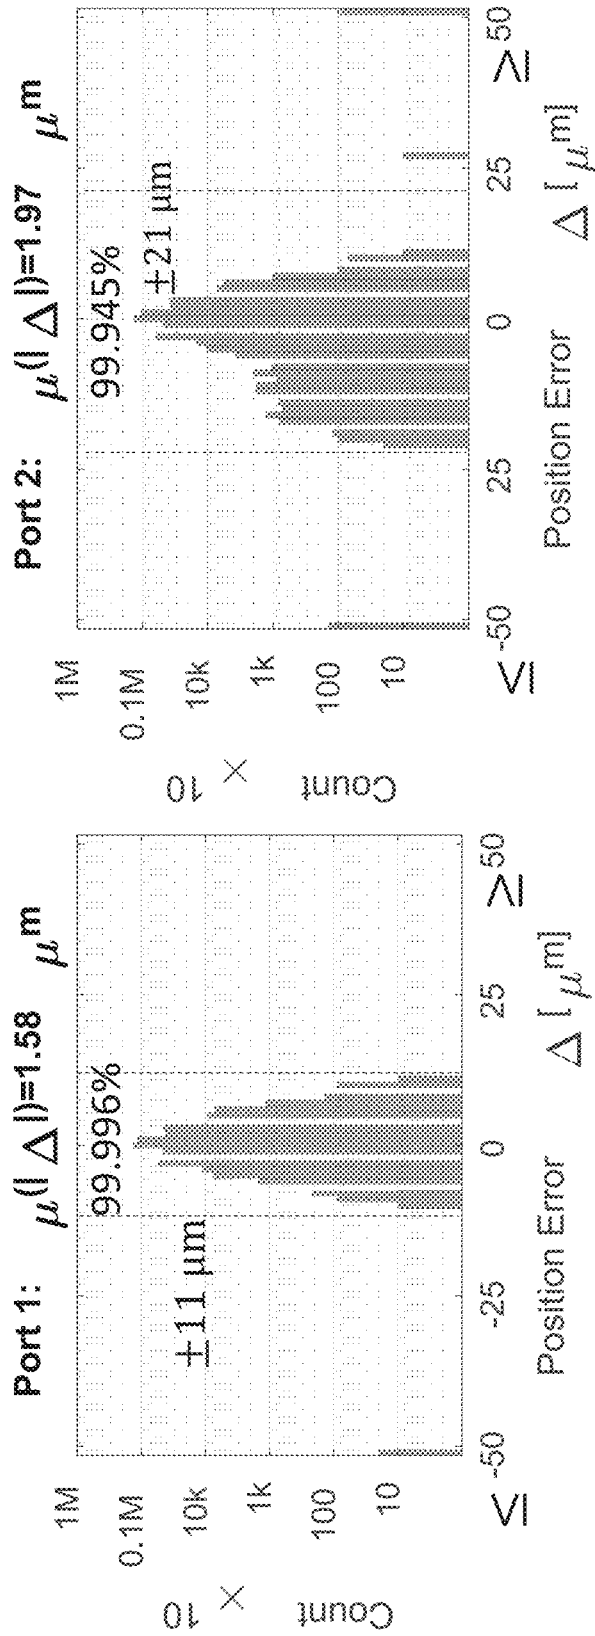 Port 1: μ(|Δ|)=1.58 μm
1M
0.1M
10k
1k
100
10
Count × 10
99.996%
±11 μm
≤
-50
-25
0
25
50
≥
Position Error Δ [μm]
Port 2: μ(|Δ|)=1.97 μm
1M
0.1M
10k
1k
100
10
Count × 10
99.945%
±21 μm
≤
-50
25
0
25
50
≥
Position Error Δ [μm]